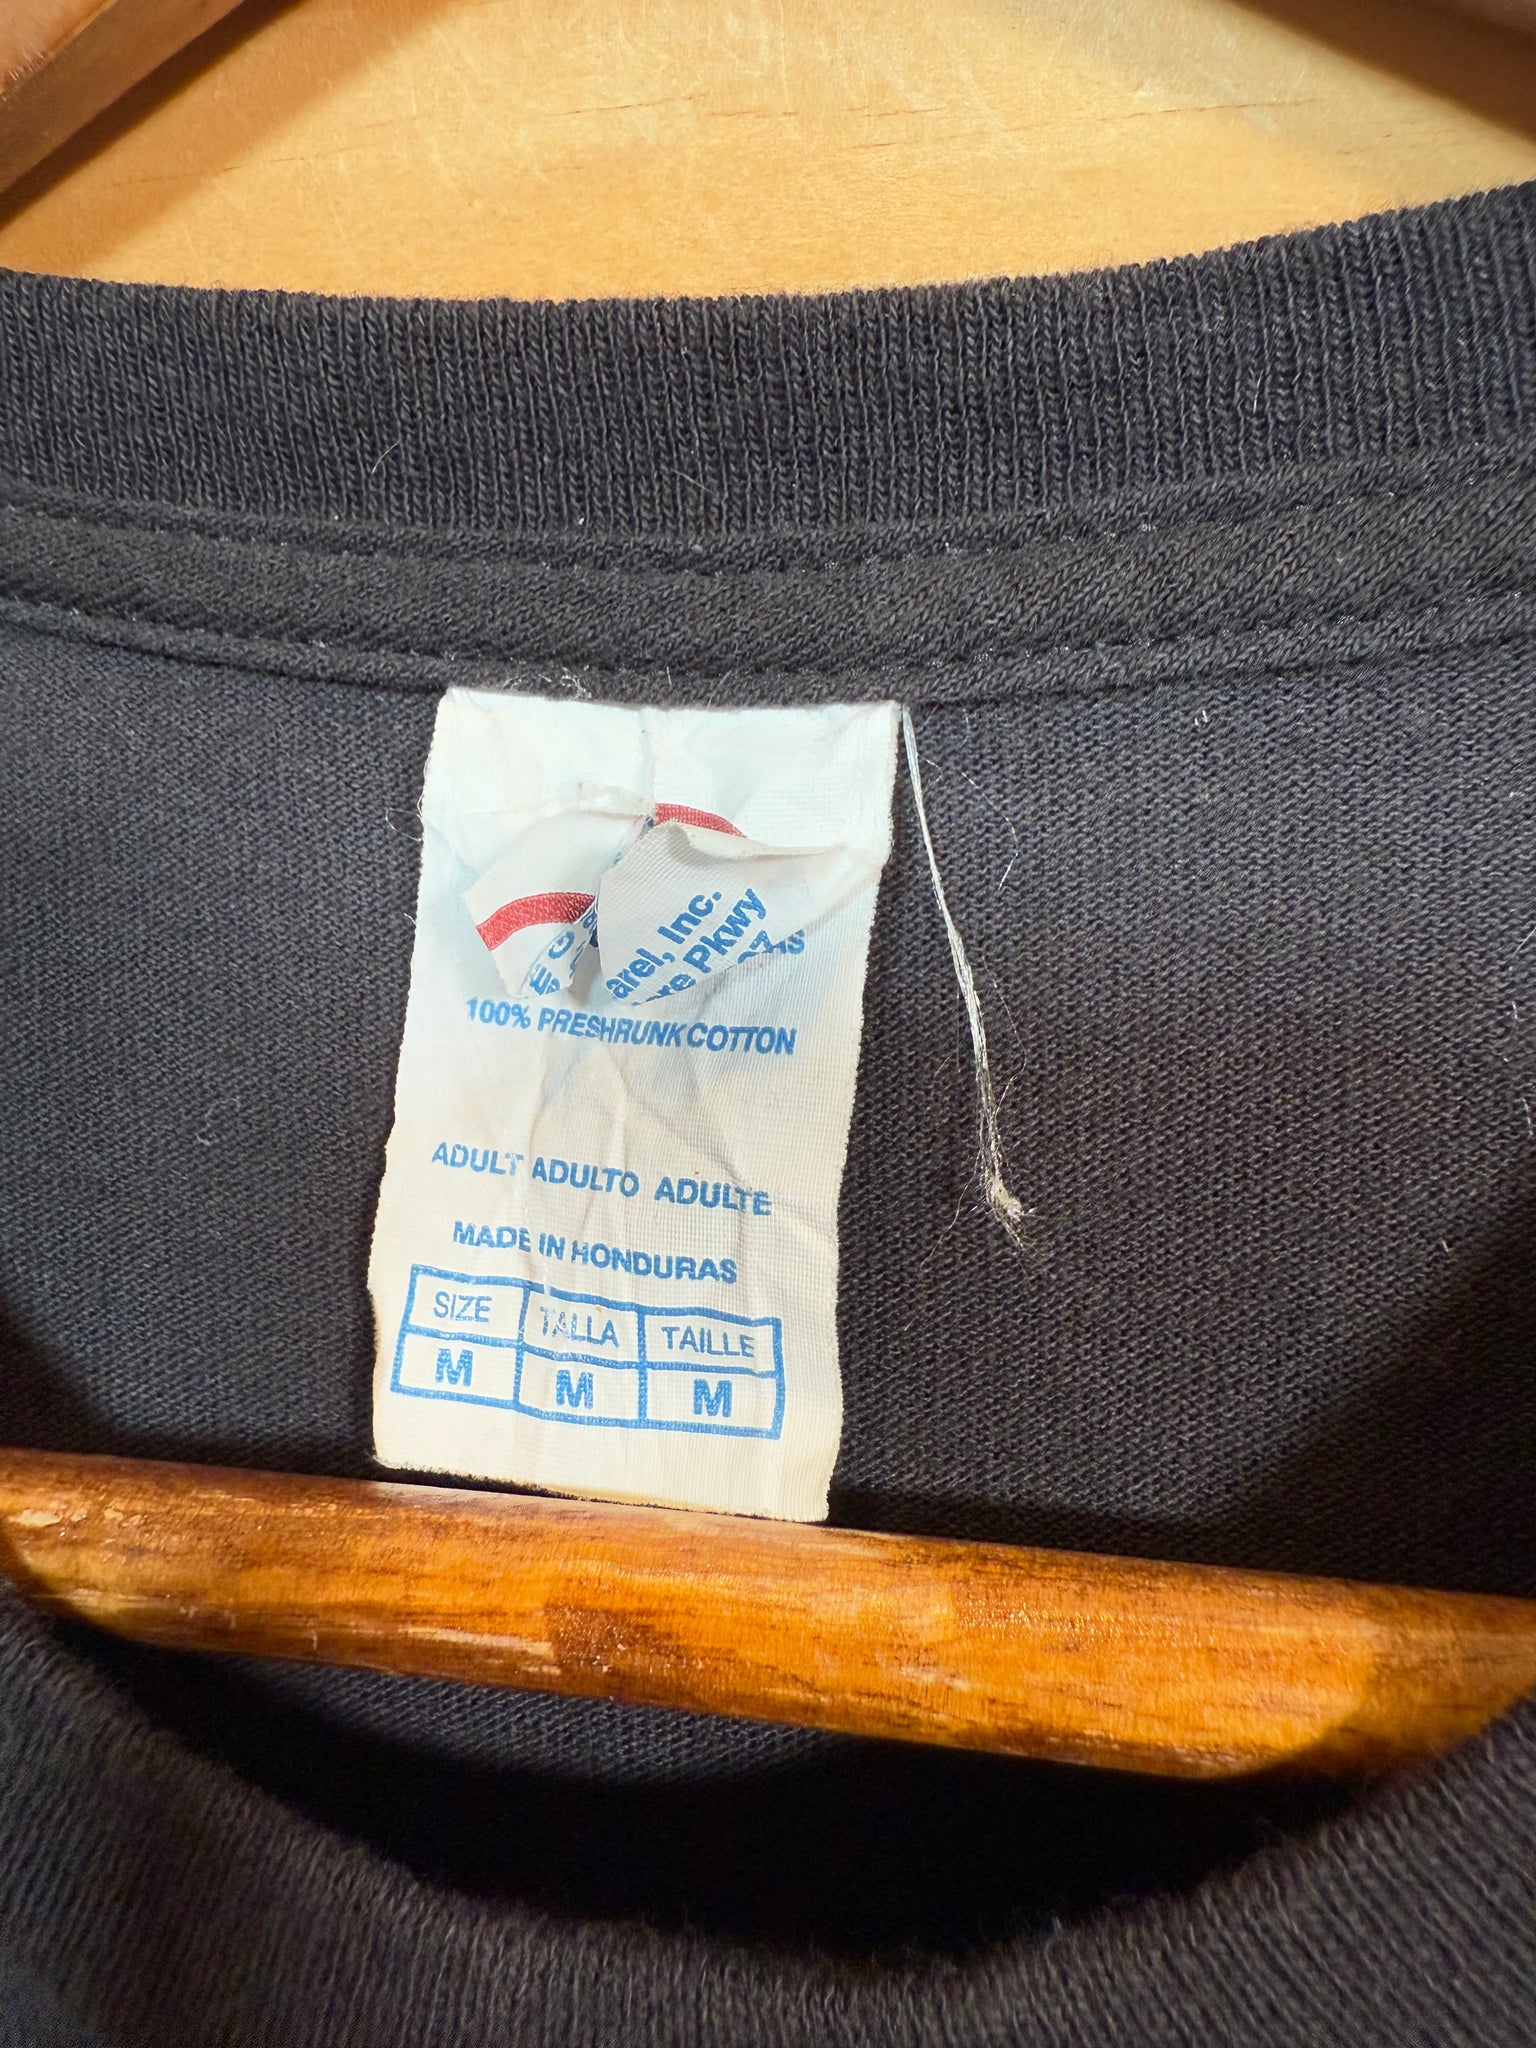 Inc.
Pkwy
100% PRESHRUNK COTTON
ADULT ADULTO ADULTE
MADE IN HONDURAS
SIZE TALLA TAILLE
M M M